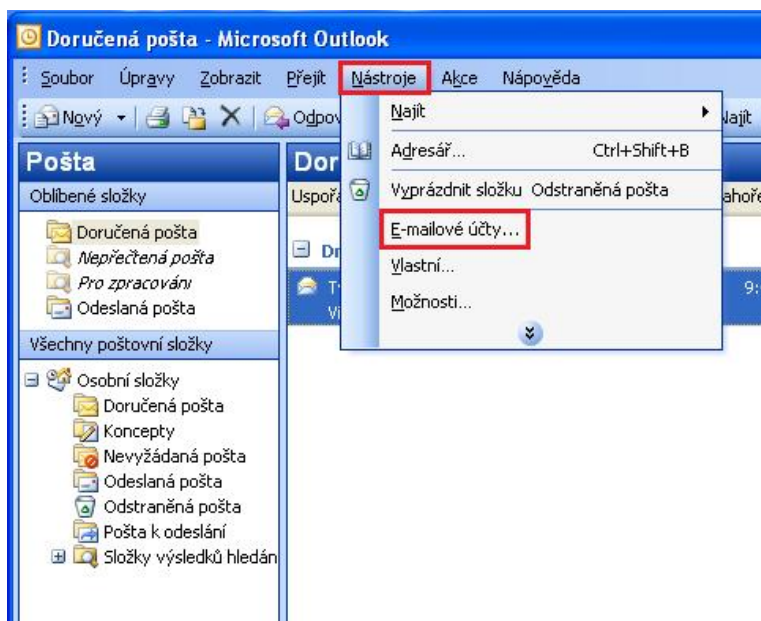 Doručená pošta - Microsoft Outlook
Soubor Úpravy Zobrazit Přejít Nástroje Akce Nápověda
Nový
Najít
Adresář... Ctrl+Shift+B
Vyprázdnit složku Odstraněná pošta
E-mailové účty...
Vlastní...
Možnosti...
Pošta
Oblíbené složky
Doručená pošta
Nepřečtená pošta
Pro zpracování
Odeslaná pošta
Všechny poštovní složky
Osobní složky
Doručená pošta
Koncepty
Nevyžádaná pošta
Odeslaná pošta
Odstraněná pošta
Pošta k odeslání
Složky výsledků hledán